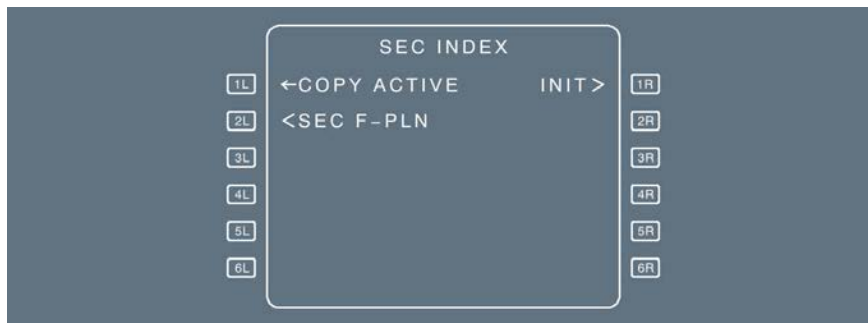 SEC INDEX
1L ←COPY ACTIVE INIT> 1R
2L <SEC F–PLN 2R
3L 3R
4L 4R
5L 5R
6L 6R